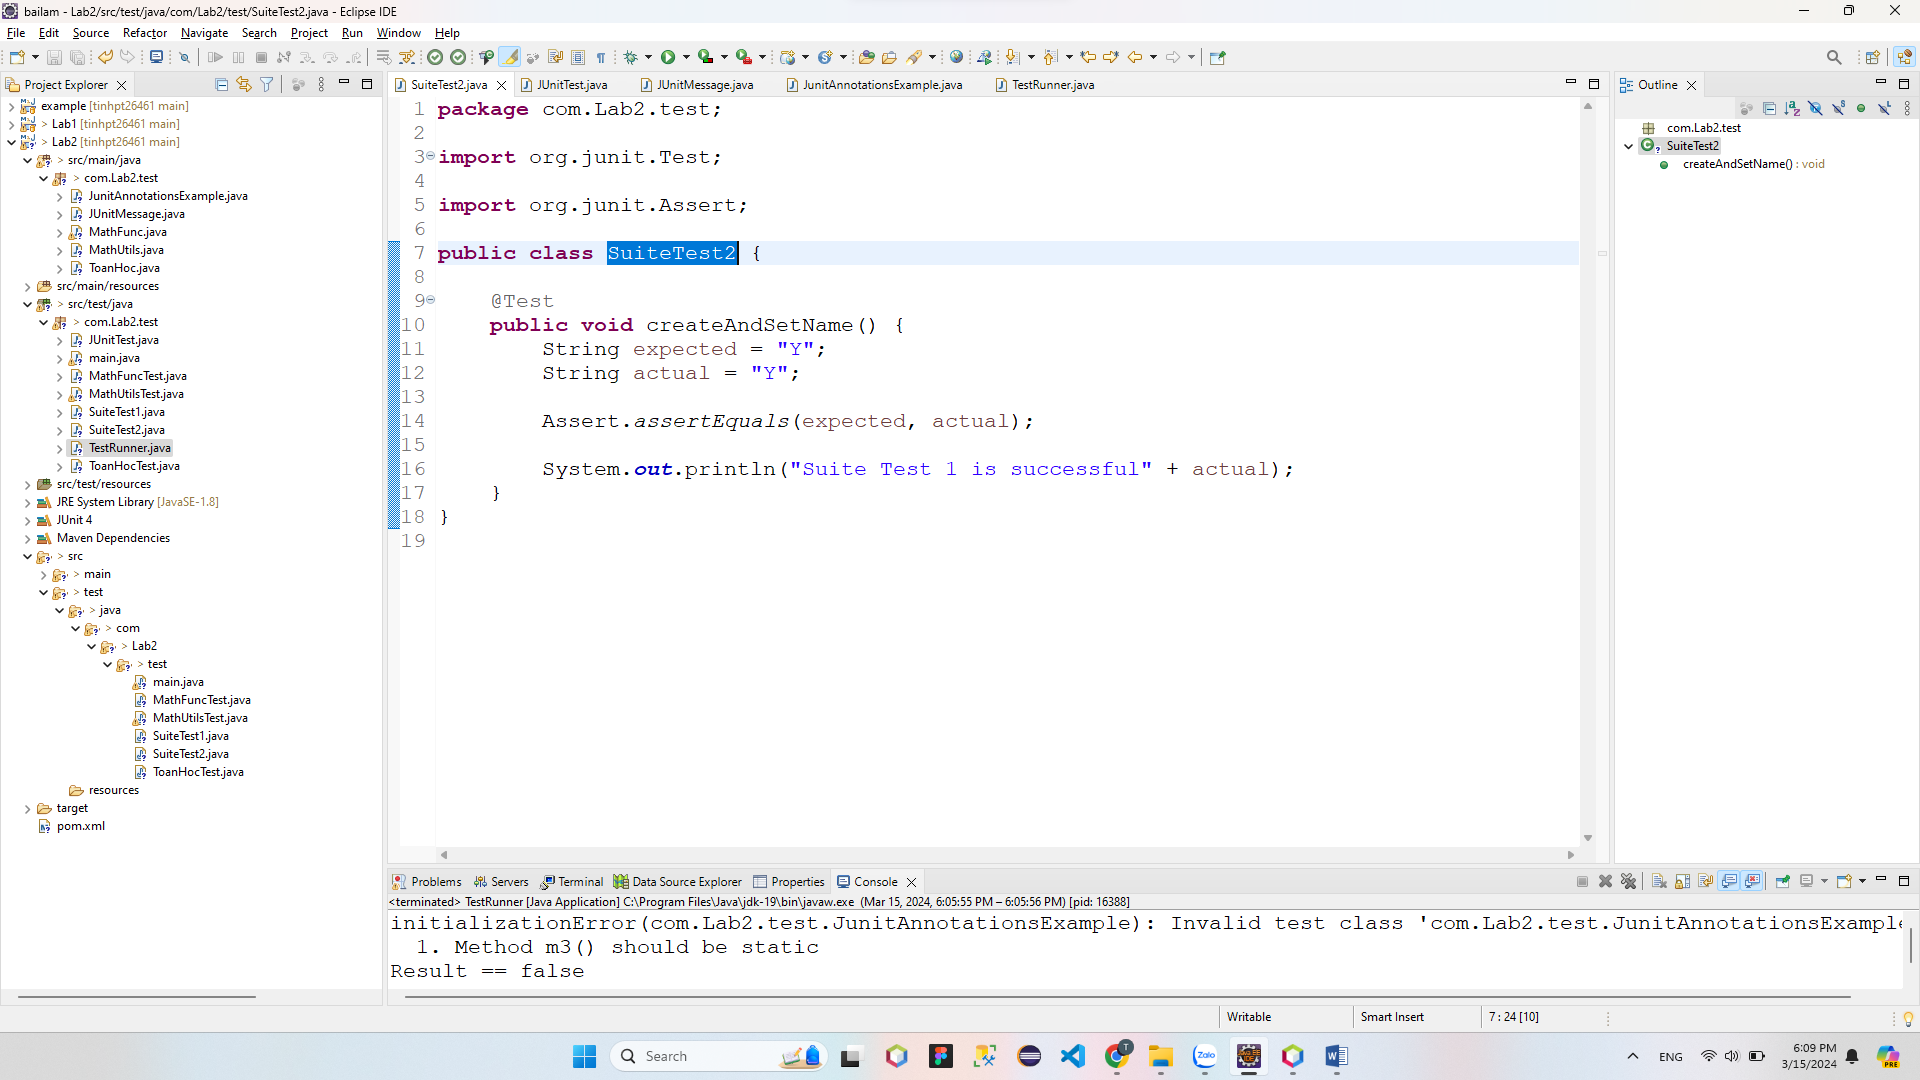 bailam - Lab2/src/test/java/com/Lab2/test/SuiteTest2.java - Eclipse IDE
File Edit Source Refactor Navigate Search Project Run Window Help
Project Explorer
example [tinhpt26461 main]
> Lab1 [tinhpt26461 main]
> Lab2 [tinhpt26461 main]
> src/main/java
> com.Lab2.test
JunitAnnotationsExample.java
JUnitMessage.java
MathFunc.java
MathUtils.java
ToanHoc.java
src/main/resources
> src/test/java
> com.Lab2.test
JUnitTest.java
main.java
MathFuncTest.java
MathUtilsTest.java
SuiteTest1.java
SuiteTest2.java
TestRunner.java
ToanHocTest.java
src/test/resources
JRE System Library [JavaSE-1.8]
JUnit 4
Maven Dependencies
> src
> main
> test
> java
> com
> Lab2
> test
main.java
MathFuncTest.java
MathUtilsTest.java
SuiteTest1.java
SuiteTest2.java
ToanHocTest.java
resources
target
pom.xml
SuiteTest2.java JUnitTest.java JUnitMessage.java JunitAnnotationsExample.java TestRunner.java
1 package com.Lab2.test;
2
3 import org.junit.Test;
4
5 import org.junit.Assert;
6
7 public class SuiteTest2 {
8
9 @Test
10 public void createAndSetName() {
11 String expected = "Y";
12 String actual = "Y";
13
14 Assert.assertEquals(expected, actual);
15
16 System.out.println("Suite Test 1 is successful" + actual);
17 }
18 }
19
Outline
com.Lab2.test
SuiteTest2
createAndSetName() : void
Problems Servers Terminal Data Source Explorer Properties Console
<terminated> TestRunner [Java Application] C:\Program Files\Java\jdk-19\bin\javaw.exe (Mar 15, 2024, 6:05:55 PM – 6:05:56 PM) [pid: 16388]
initializationError(com.Lab2.test.JunitAnnotationsExample): Invalid test class 'com.Lab2.test.JunitAnnotationsExample
1. Method m3() should be static
Result == false
Writable Smart Insert 7 : 24 [10]
Search
Zalo
T
ENG
6:09 PM
3/15/2024
PRE